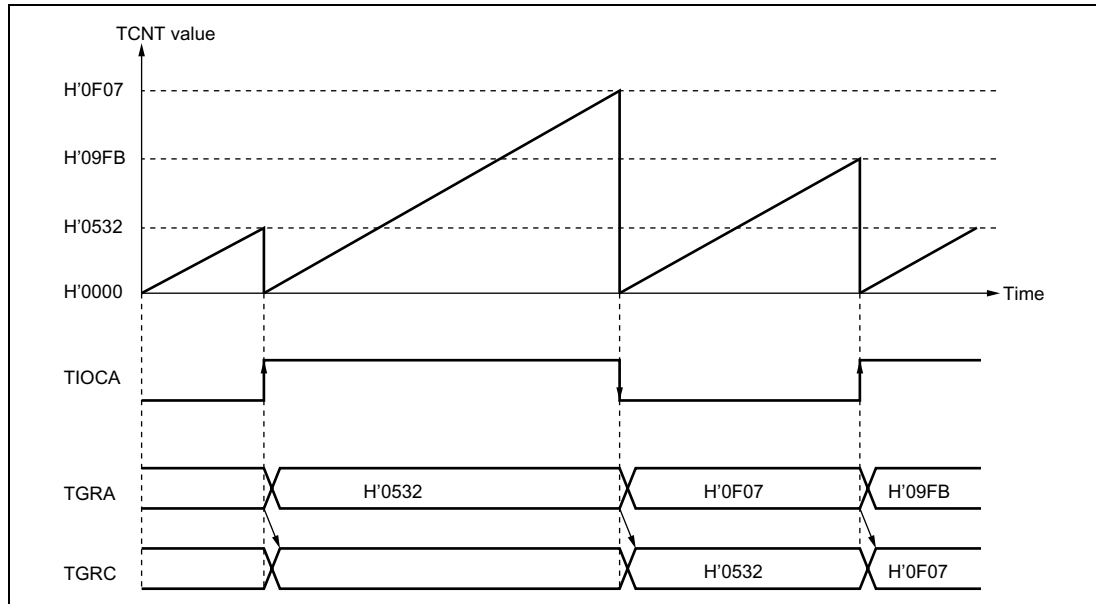 TCNT value
H'0F07
H'09FB
H'0532
H'0000
Time
TIOCA
TGRA H'0532 H'0F07 H'09FB
TGRC H'0532 H'0F07